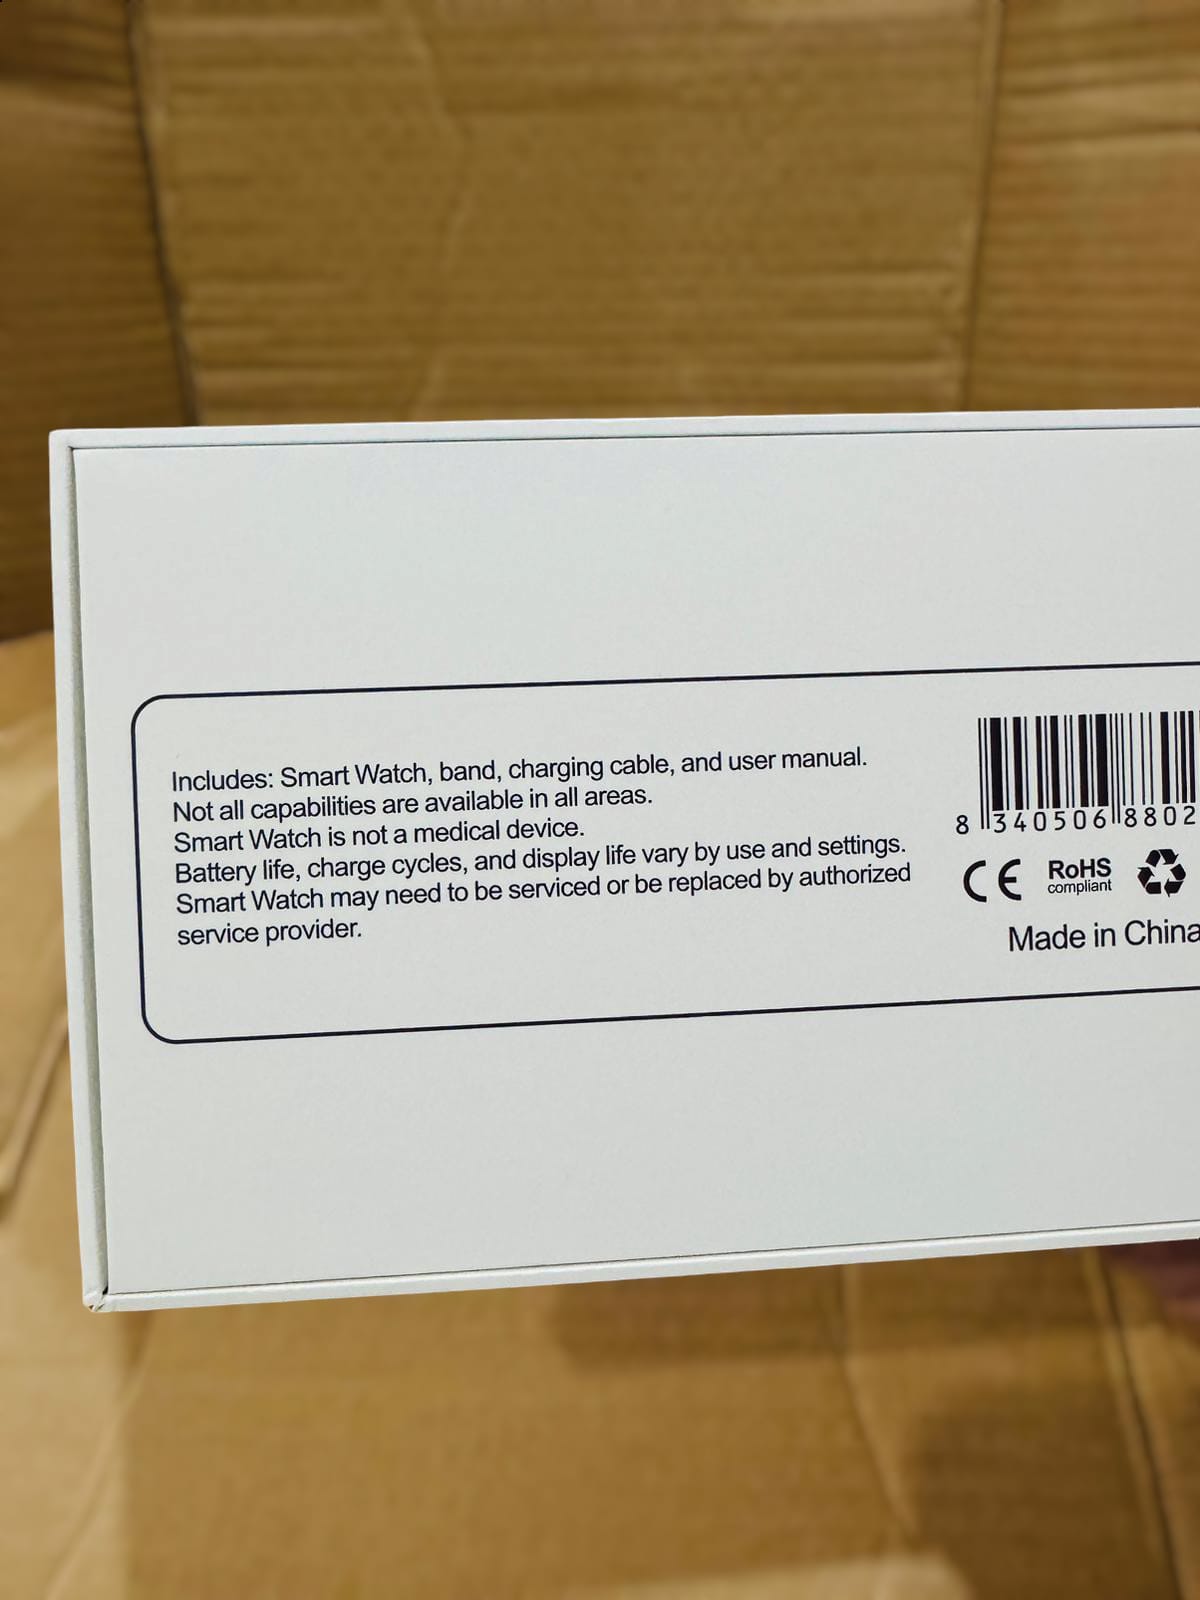 Includes: Smart Watch, band, charging cable, and user manual.
Not all capabilities are available in all areas.
Smart Watch is not a medical device.
Battery life, charge cycles, and display life vary by use and settings.
Smart Watch may need to be serviced or be replaced by authorized
service provider.
8 340506 8802
CE RoHS
compliant
Made in China